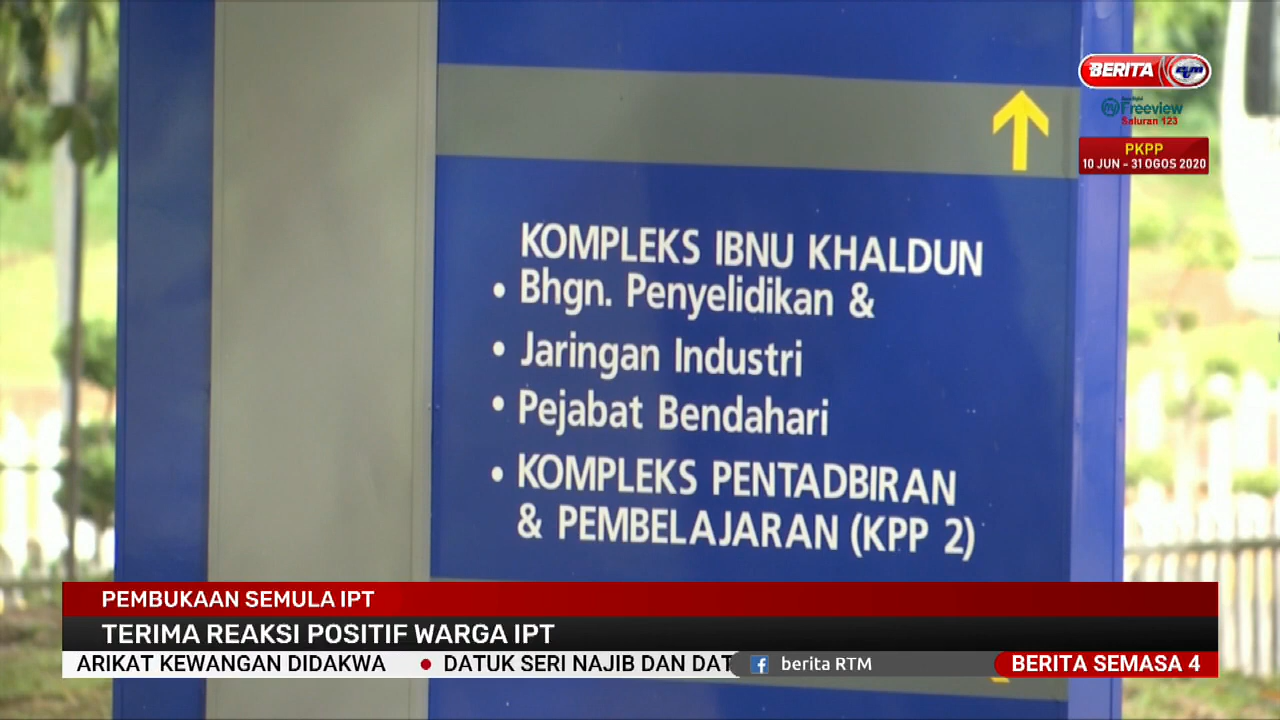 BERITA RTM
Freeview
Saluran 123
PKPP
10 JUN - 31 OGOS 2020
KOMPLEKS IBNU KHALDUN
• Bhgn. Penyelidikan &
• Jaringan Industri
• Pejabat Bendahari
• KOMPLEKS PENTADBIRAN
& PEMBELAJARAN (KPP 2)
PEMBUKAAN SEMULA IPT
TERIMA REAKSI POSITIF WARGA IPT
ARIKAT KEWANGAN DIDAKWA • DATUK SERI NAJIB DAN DAT berita RTM BERITA SEMASA 4